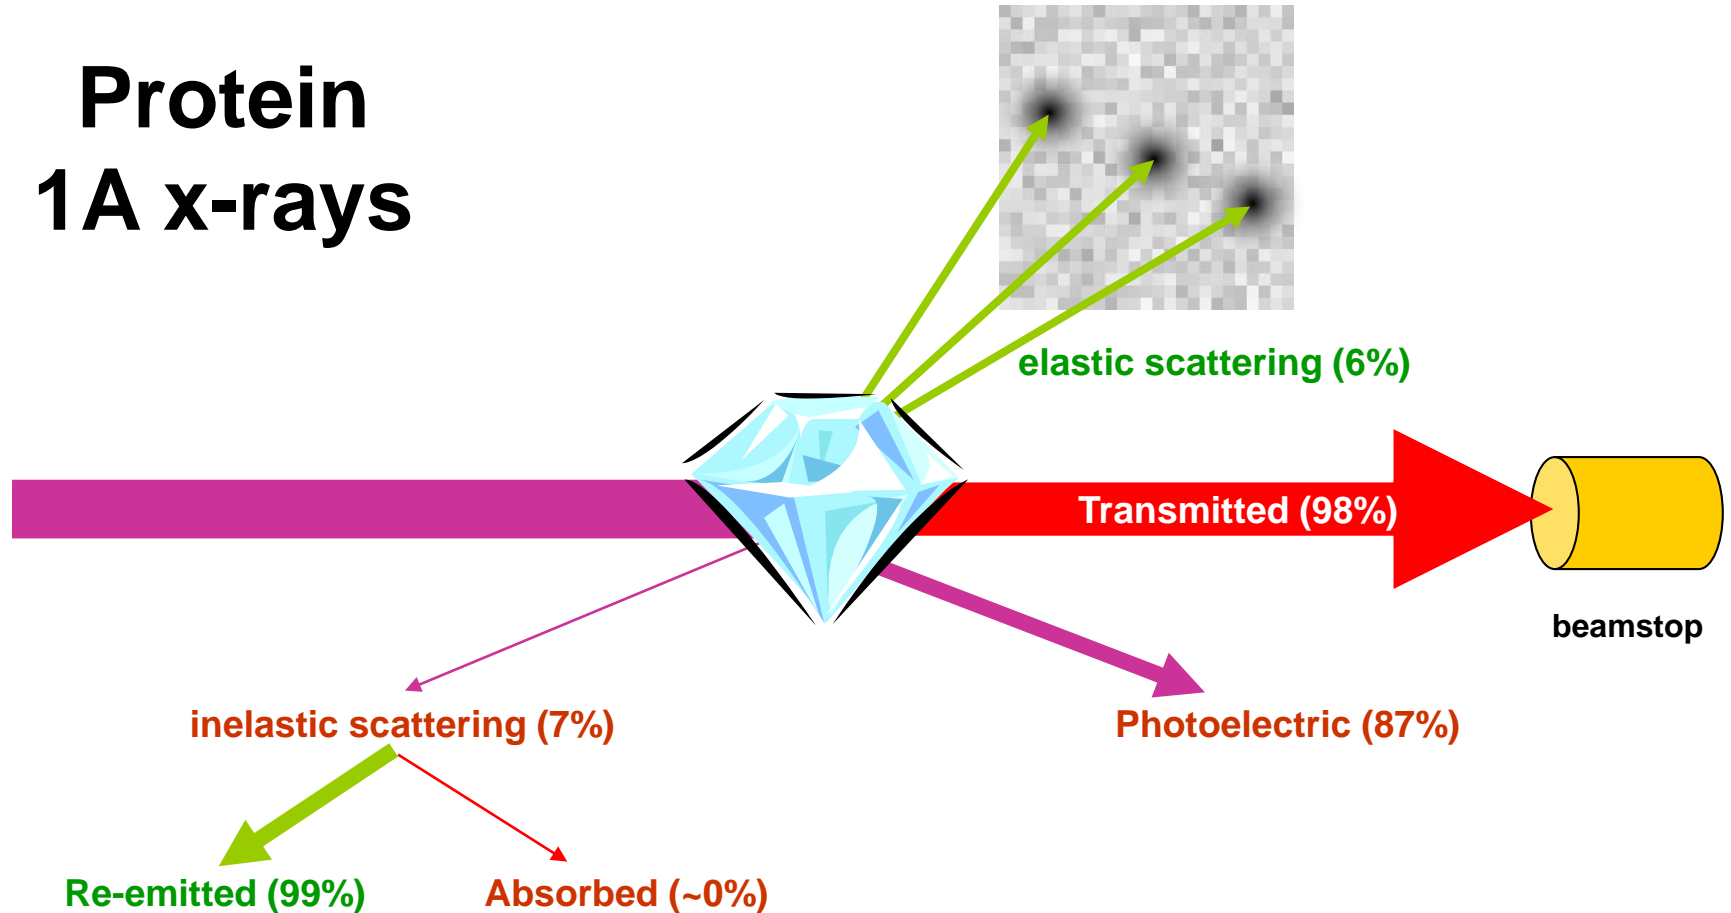 Protein
1A x-rays
elastic scattering (6%)
Transmitted (98%)
beamstop
inelastic scattering (7%)
Photoelectric (87%)
Re-emitted (99%)
Absorbed (~0%)